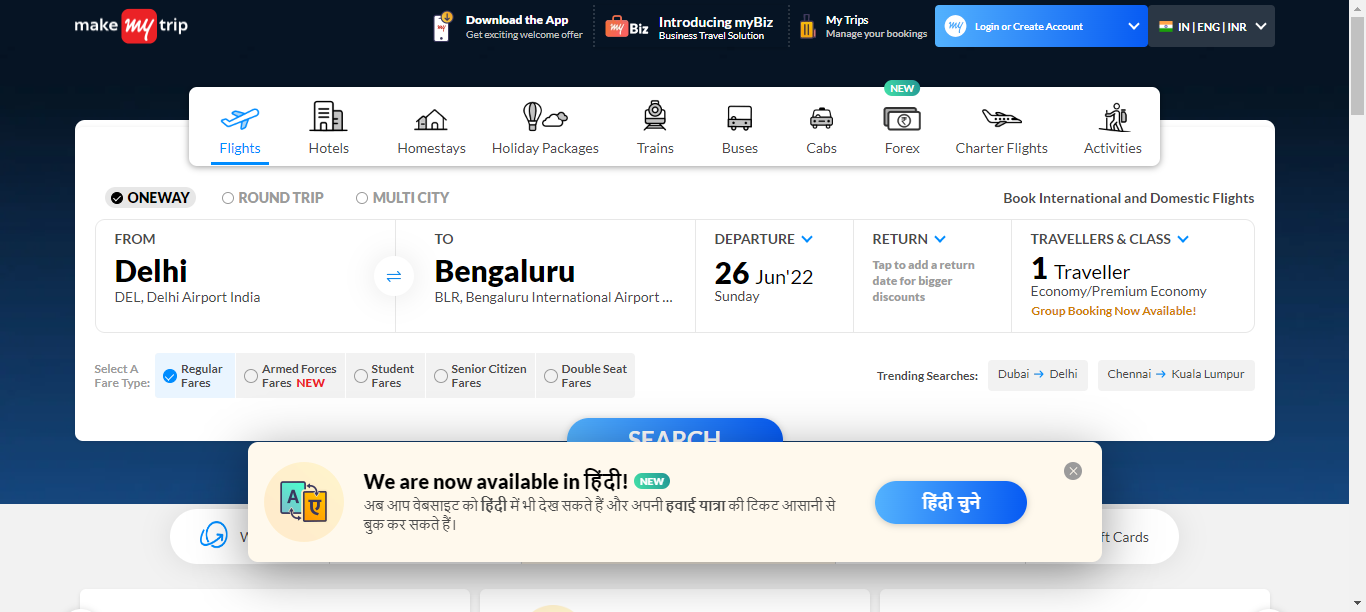 make my trip
Download the App
Get exciting welcome offer
my Biz
Introducing myBiz
Business Travel Solution
My Trips
Manage your bookings
my
Login or Create Account
IN | ENG | INR
NEW
Flights
Hotels
Homestays
Holiday Packages
Trains
Buses
Cabs
Forex
Charter Flights
Activities
ONEWAY
ROUND TRIP
MULTI CITY
Book International and Domestic Flights
FROM
Delhi
DEL, Delhi Airport India
TO
Bengaluru
BLR, Bengaluru International Airport ...
DEPARTURE
26 Jun'22
Sunday
RETURN
Tap to add a return
date for bigger
discounts
TRAVELLERS & CLASS
1 Traveller
Economy/Premium Economy
Group Booking Now Available!
Select A
Fare Type:
Regular
Fares
Armed Forces
Fares NEW
Student
Fares
Senior Citizen
Fares
Double Seat
Fares
Trending Searches:
Dubai → Delhi
Chennai → Kuala Lumpur
SEARCH
A ए
We are now available in हिंदी! NEW
अब आप वेबसाइट को हिंदी में भी देख सकते हैं और अपनी हवाई यात्रा की टिकट आसानी से
बुक कर सकते हैं।
हिंदी चुने
Cards